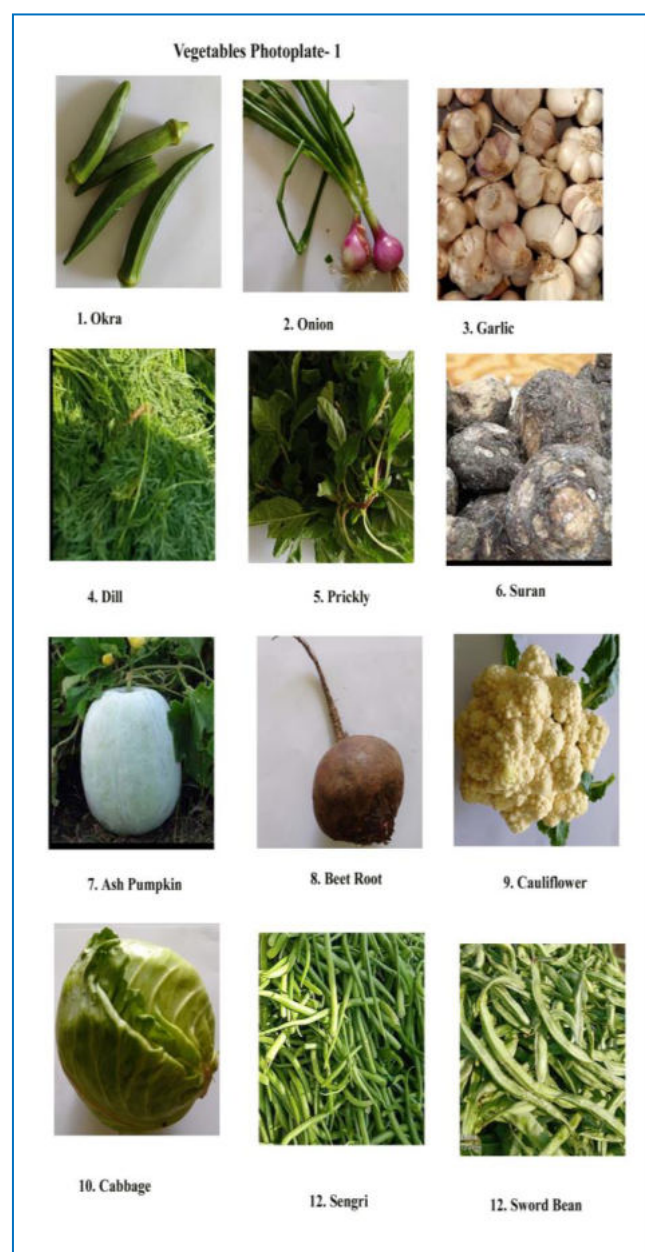 Vegetables Photoplate- 1
1. Okra
2. Onion
3. Garlic
4. Dill
5. Prickly
6. Suran
7. Ash Pumpkin
8. Beet Root
9. Cauliflower
10. Cabbage
12. Sengri
12. Sword Bean